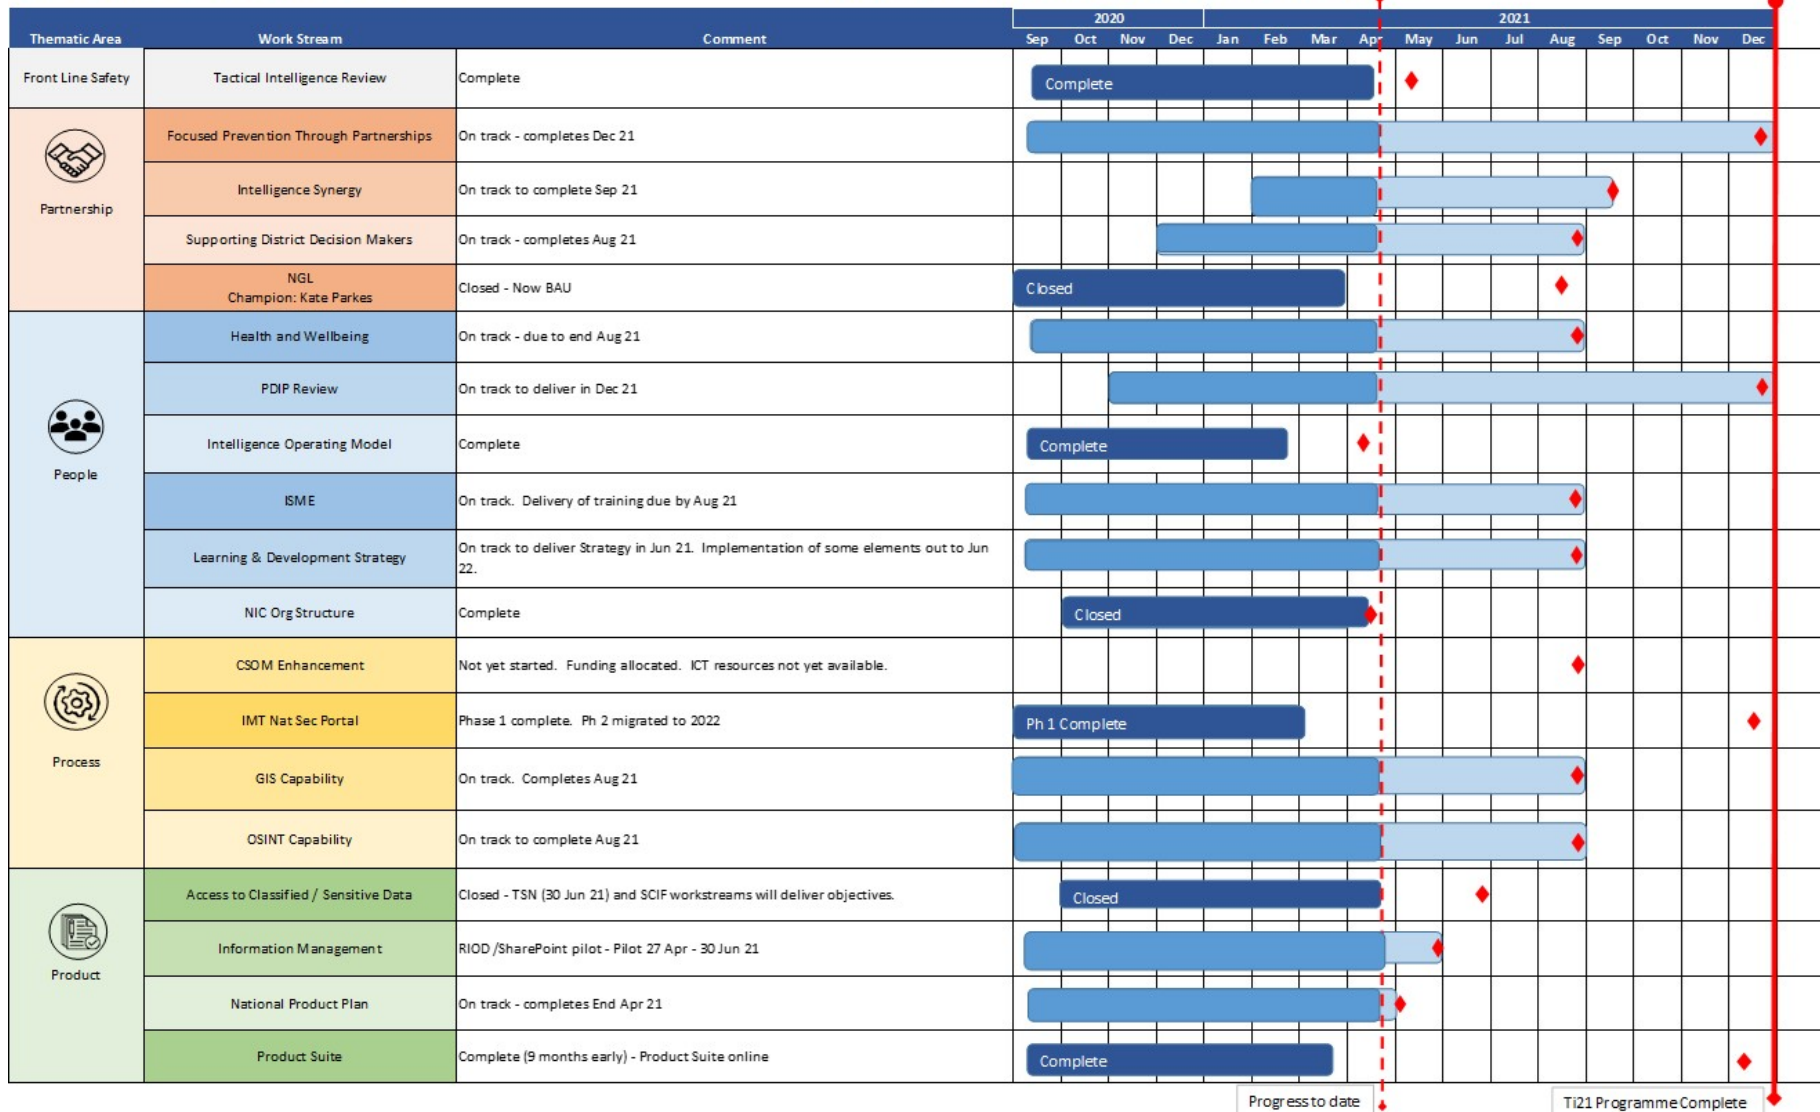 2020
2021
Thematic Area
Work Stream
Comment
Sep Oct Nov Dec Jan Feb Mar Apr May Jun Jul Aug Sep Oct Nov Dec
Front Line Safety
Tactical Intelligence Review
Complete
Complete
Partnership
Focused Prevention Through Partnerships
On track - completes Dec 21
Intelligence Synergy
On track to complete Sep 21
Supporting District Decision Makers
On track - completes Aug 21
NGL
Champion: Kate Parkes
Closed - Now BAU
Closed
People
Health and Wellbeing
On track - due to end Aug 21
PDIP Review
On track to deliver in Dec 21
Intelligence Operating Model
Complete
Complete
ISME
On track. Delivery of training due by Aug 21
Learning & Development Strategy
On track to deliver Strategy in Jun 21. Implementation of some elements out to Jun
22.
NIC Org Structure
Complete
Closed
Process
CSOM Enhancement
Not yet started. Funding allocated. ICT resources not yet available.
IMT Nat Sec Portal
Phase 1 complete. Ph 2 migrated to 2022
Ph 1 Complete
GIS Capability
On track. Completes Aug 21
OSINT Capability
On track to complete Aug 21
Product
Access to Classified / Sensitive Data
Closed - TSN (30 Jun 21) and SCIF workstreams will deliver objectives.
Closed
Information Management
RIOD /SharePoint pilot - Pilot 27 Apr - 30 Jun 21
National Product Plan
On track - completes End Apr 21
Product Suite
Complete (9 months early) - Product Suite online
Complete
Progress to date
Ti21 Programme Complete